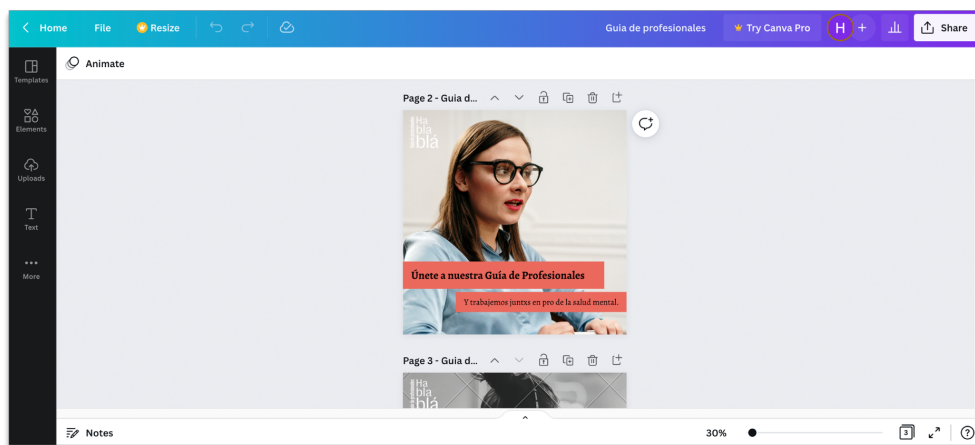 Home File Resize Guia de profesionales Try Canva Pro H + Share
Animate
Templates
Elements
Uploads
Text
More
Page 2 - Guia d...
Ha
bla
blá
Únete a nuestra Guía de Profesionales
Y trabajemos juntxs en pro de la salud mental.
Page 3 - Guia d...
Ha
bla
blá
Notes 30% 3 ?